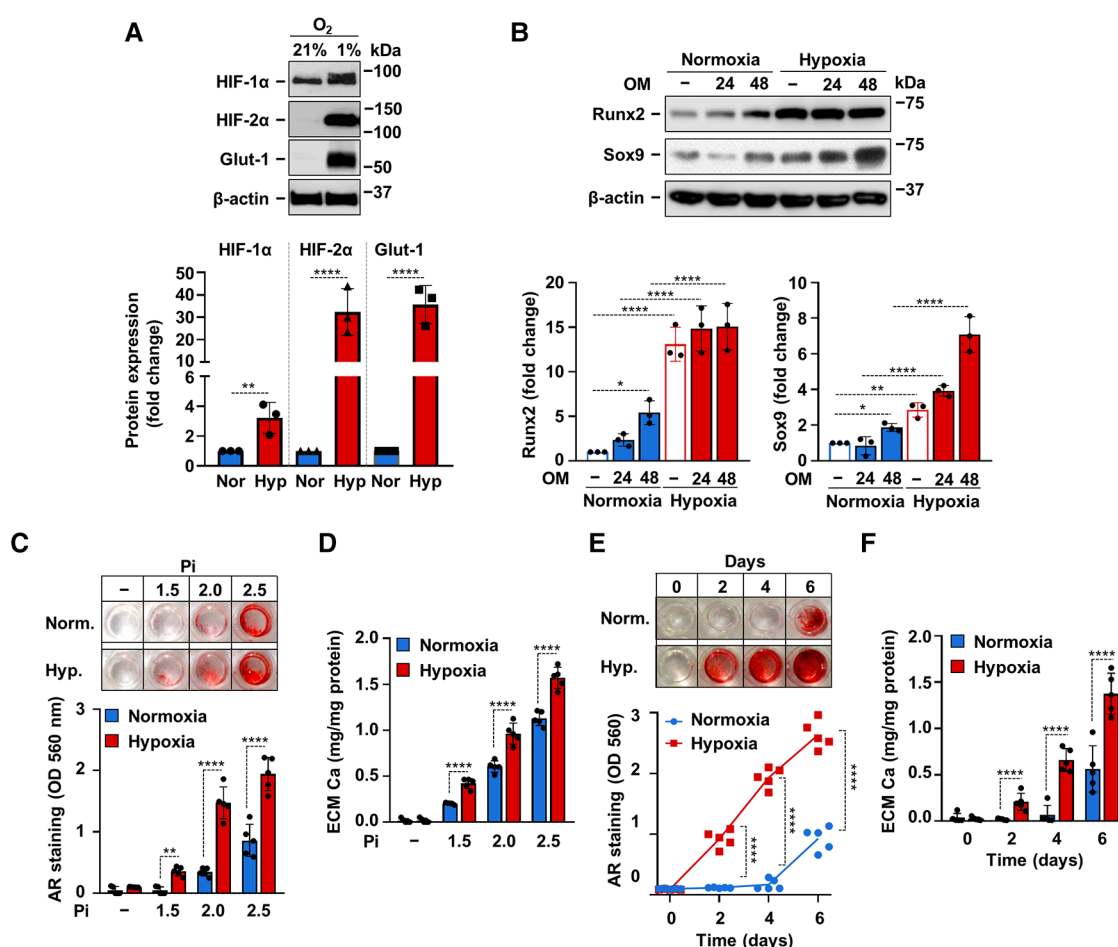 A
O2
21% 1% kDa
HIF-1α
–100
HIF-2α
–150
–100
Glut-1
–50
β-actin
–37
HIF-1α HIF-2α Glut-1
Protein expression
(fold change)
50
40
30
20
10
6
4
2
0
** **** ****
Nor Hyp Nor Hyp Nor Hyp
B
Normoxia Hypoxia
OM – 24 48 – 24 48 kDa
Runx2
–75
Sox9
–75
β-actin
–37
Runx2 (fold change)
20
15
10
5
0
****
****
****
*
OM – 24 48 – 24 48
Normoxia Hypoxia
Sox9 (fold change)
10
8
6
4
2
0
****
****
**
*
OM – 24 48 – 24 48
Normoxia Hypoxia
C
Pi
– 1.5 2.0 2.5
Norm.
Hyp.
AR staining (OD 560 nm)
Normoxia
Hypoxia
3
2
1
0
** **** ****
Pi – 1.5 2.0 2.5
D
ECM Ca (mg/mg protein)
Normoxia
Hypoxia
2.0
1.5
1.0
0.5
0.0
**** **** ****
Pi – 1.5 2.0 2.5
E
Days
0 2 4 6
Norm.
Hyp.
AR staining (OD 560)
Normoxia
Hypoxia
3
2
1
0
**** **** ****
0 2 4 6
Time (days)
F
ECM Ca (mg/mg protein)
Normoxia
Hypoxia
2.0
1.5
1.0
0.5
0.0
**** **** ****
0 2 4 6
Time (days)